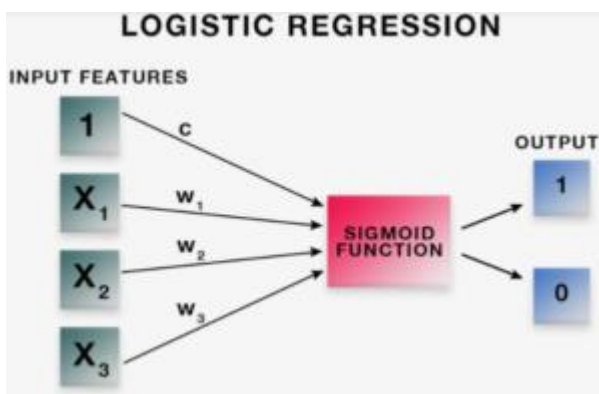 LOGISTIC REGRESSION
INPUT FEATURES
1
C
X₁
W₁
X₂
W₂
X₃
W₃
SIGMOID
FUNCTION
OUTPUT
1
0